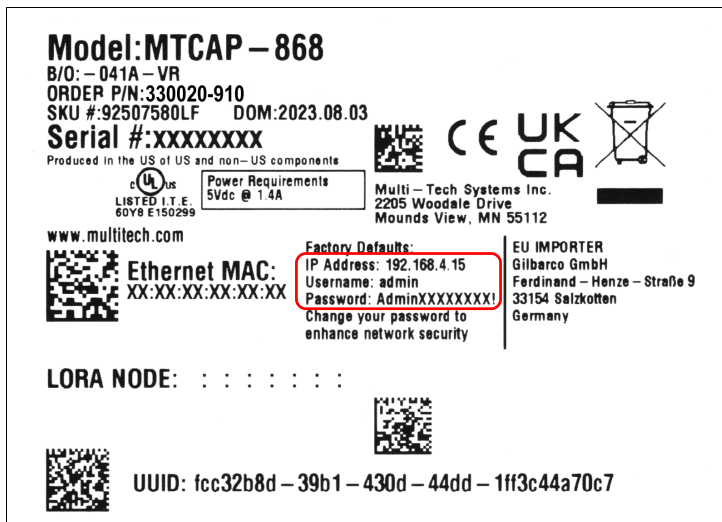 Model:MTCAP-868
B/O:-041A-VR
ORDER P/N:330020-910
SKU #:92507580LF DOM:2023.08.03
Serial #:XXXXXXXX
Produced in the US of US and non-US components
CE
UK
CA
c UL us
LISTED I.T.E.
60Y8 E150299
Power Requirements
5Vdc @ 1.4A
Multi-Tech Systems Inc.
2205 Woodale Drive
Mounds View, MN 55112
www.multitech.com
Ethernet MAC:
XX:XX:XX:XX:XX:XX
Factory Defaults:
IP Address: 192.168.4.15
Username: admin
Password: AdminXXXXXXXX!
Change your password to
enhance network security
EU IMPORTER
Gilbarco GmbH
Ferdinand-Henze-Straße 9
33154 Salzkotten
Germany
LORA NODE: : : : : : : :
UUID: fcc32b8d-39b1-430d-44dd-1ff3c44a70c7